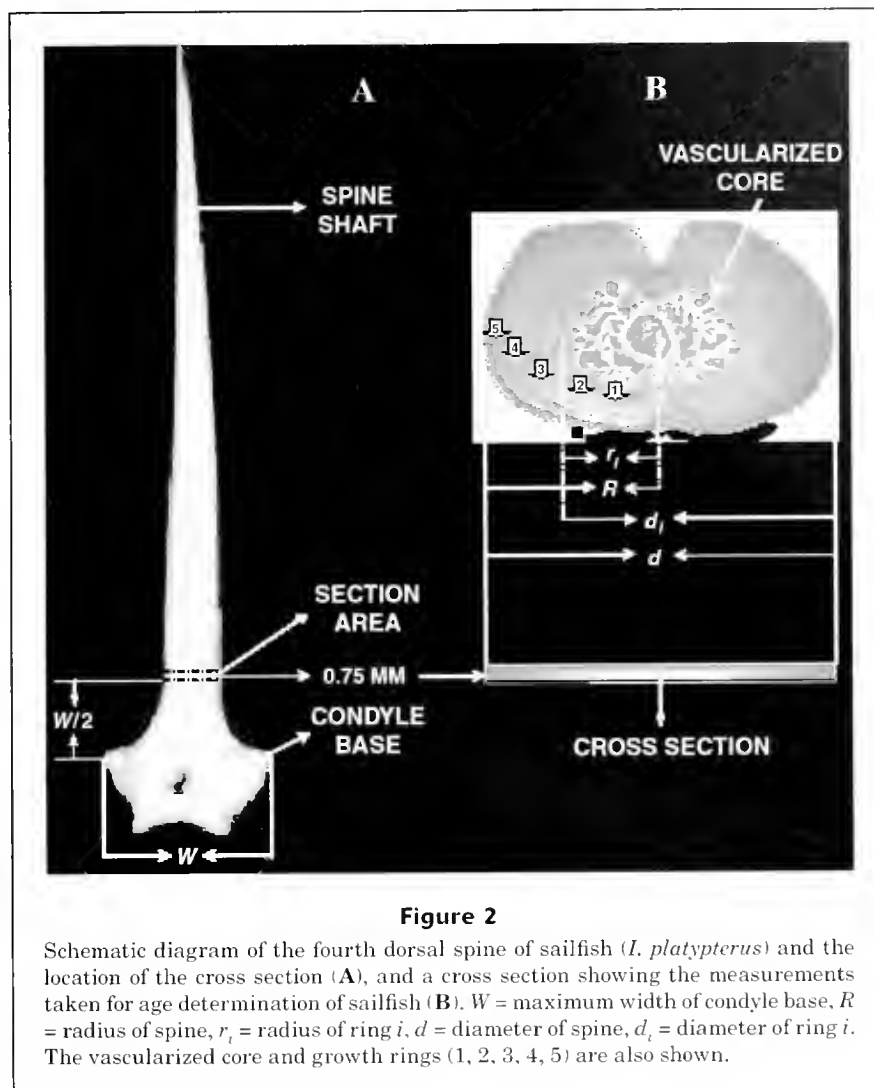 A
B
VASCULARIZED
CORE
SPINE
SHAFT
5
4
3
2
1
r_i
R
d_i
d
SECTION
AREA
0.75 MM
W/2
CONDYLE
BASE
CROSS SECTION
W
Figure 2
Schematic diagram of the fourth dorsal spine of sailfish (I. platypterus) and the
location of the cross section (A), and a cross section showing the measurements
taken for age determination of sailfish (B). W = maximum width of condyle base, R
= radius of spine, r_i = radius of ring i, d = diameter of spine, d_i = diameter of ring i.
The vascularized core and growth rings (1, 2, 3, 4, 5) are also shown.